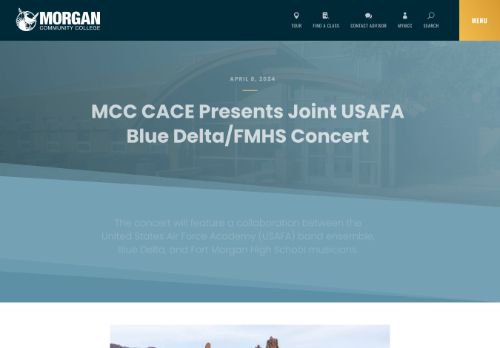 MORGAN
COMMUNITY COLLEGE
TOUR
FIND A CLASS
CONTACT ADVISOR
MYMCC
SEARCH
MENU
APRIL 8, 2024
MCC CACE Presents Joint USAFA
Blue Delta/FMHS Concert
The concert will feature a collaboration between the
United States Air Force Academy (USAFA) band ensemble,
Blue Delta, and Fort Morgan High School musicians.